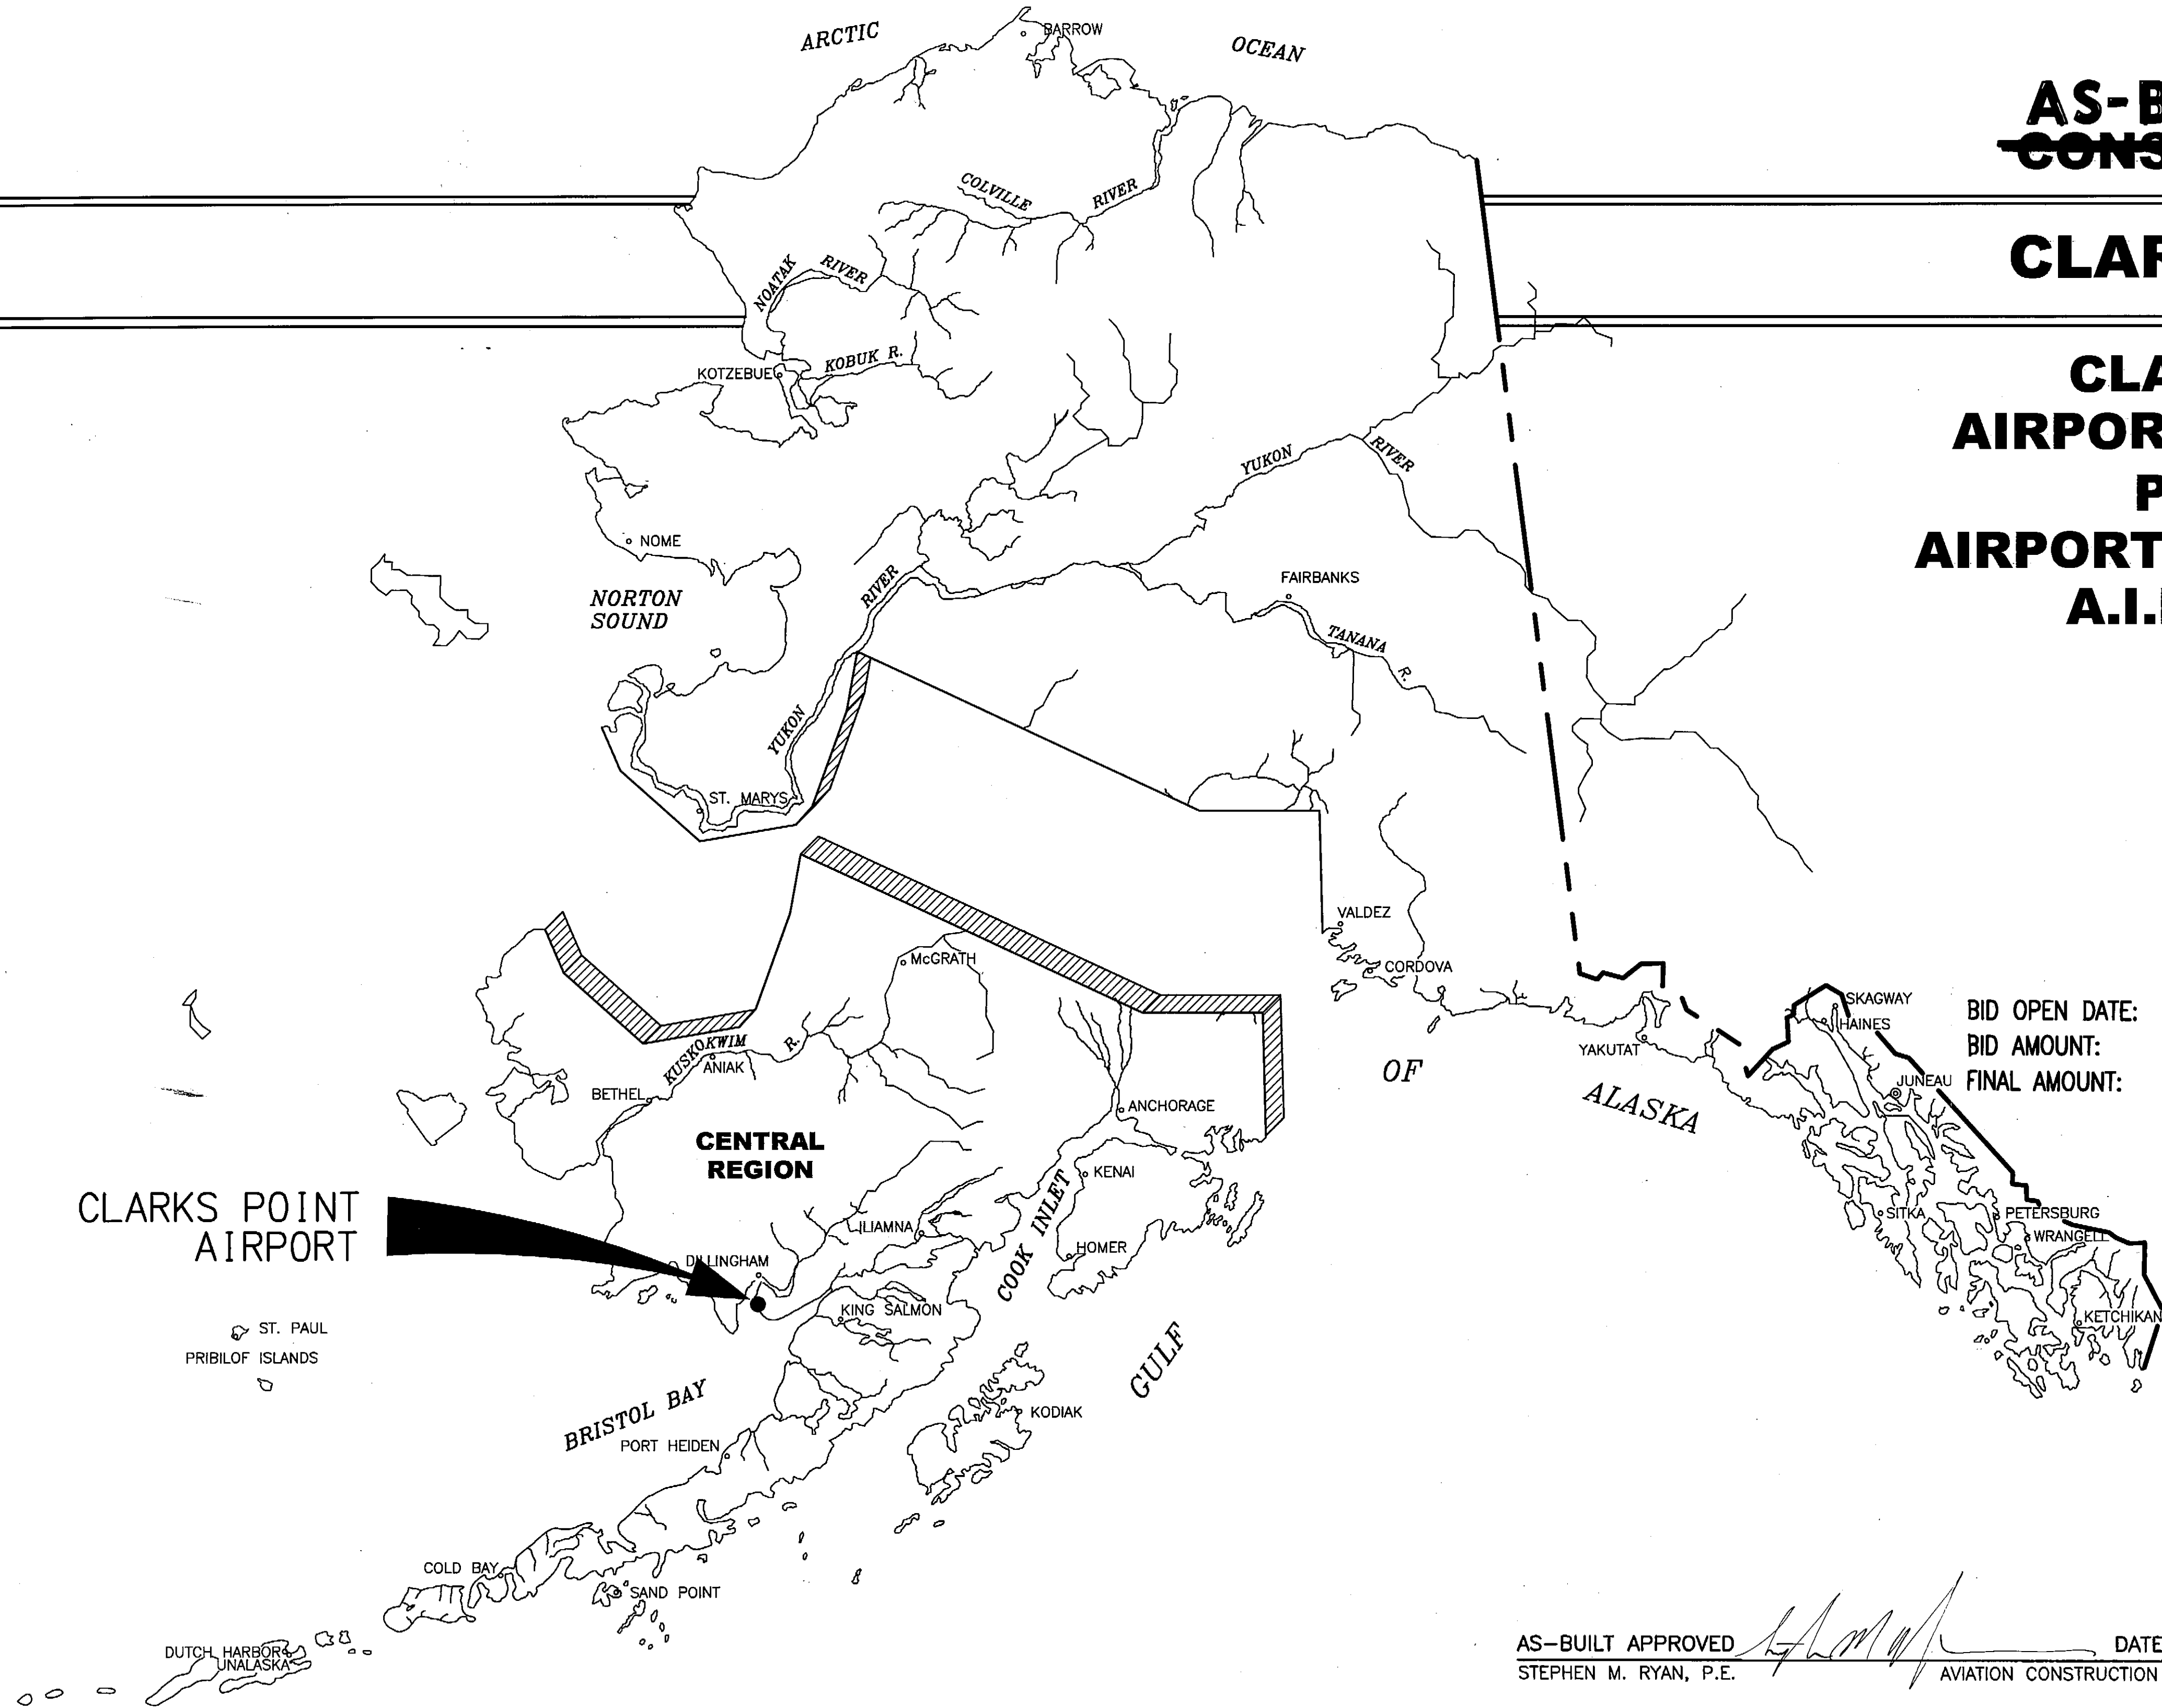 ARCTIC
OCEAN
BARROW
AS-B
CONS
COLVILLE
RIVER
CLAR
NOATAK
RIVER
KOBUK R.
KOTZEBUE
CLA
AIRPOR
P
AIRPORT
A.I.
YUKON
RIVER
NOME
FAIRBANKS
NORTON
SOUND
RIVER
TANANA
R.
YUKON
ST. MARYS
VALDEZ
McGRATH
CORDOVA
SKAGWAY
HAINES
BID OPEN DATE:
BID AMOUNT:
FINAL AMOUNT:
YAKUTAT
KUSKOKWIM
R.
ANIAK
OF
BETHEL
JUNEAU
ANCHORAGE
ALASKA
CENTRAL
REGION
KENAI
CLARKS POINT
AIRPORT
COOK INLET
ILIAMNA
SITKA
PETERSBURG
WRANGELL
HOMER
DILLINGHAM
KING SALMON
KETCHIKAN
ST. PAUL
PRIBILOF ISLANDS
GULF
BRISTOL BAY
KODIAK
PORT HEIDEN
COLD BAY
SAND POINT
DUTCH HARBOR
UNALASKA
AS-BUILT APPROVED
DATE
STEPHEN M. RYAN, P.E.
AVIATION CONSTRUCTION